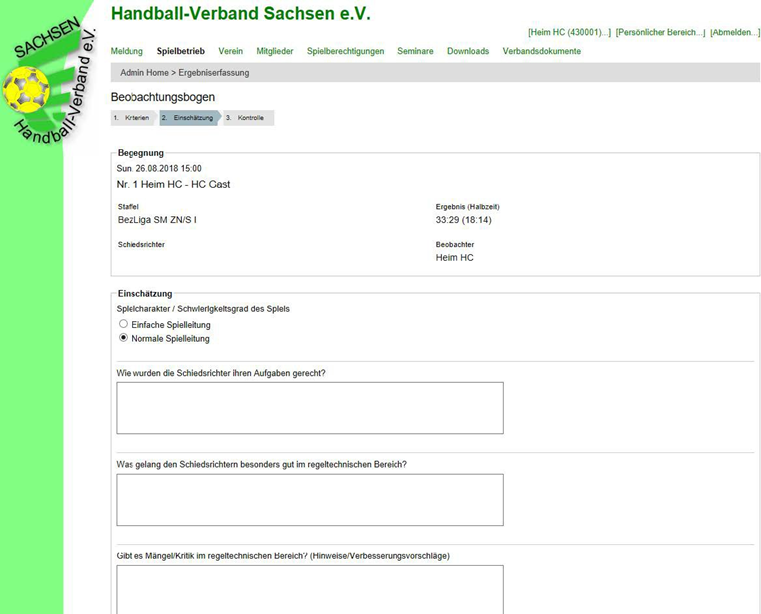 SACHSEN
Handball-Verband e.V.
Handball-Verband Sachsen e.V.
[Heim HC (430001)...] [Persönlicher Bereich...] [Abmelden...]
Meldung Spielbetrieb Verein Mitglieder Spielberechtigungen Seminare Downloads Verbandsdokumente
Admin Home > Ergebniserfassung
Beobachtungsbogen
1. Krterien 2. Einschätzung 3. Kontrolle
Begegnung
Sun, 26.08.2018 15:00
Nr. 1 Heim HC - HC Gast
Staffel Ergebnis (Halbzeit)
BezLiga SM ZN/S I 33:29 (18:14)
Schiedsrichter Beobachter
Heim HC
Einschätzung
Spielcharakter / Schwierigkeitsgrad des Spiels
Einfache Spielleitung
Normale Spielleitung
Wie wurden die Schiedsrichter ihren Aufgaben gerecht?
Was gelang den Schiedsrichtern besonders gut im regeltechnischen Bereich?
Gibt es Mängel/Kritik im regeltechnischen Bereich? (Hinweise/Verbesserungsvorschläge)